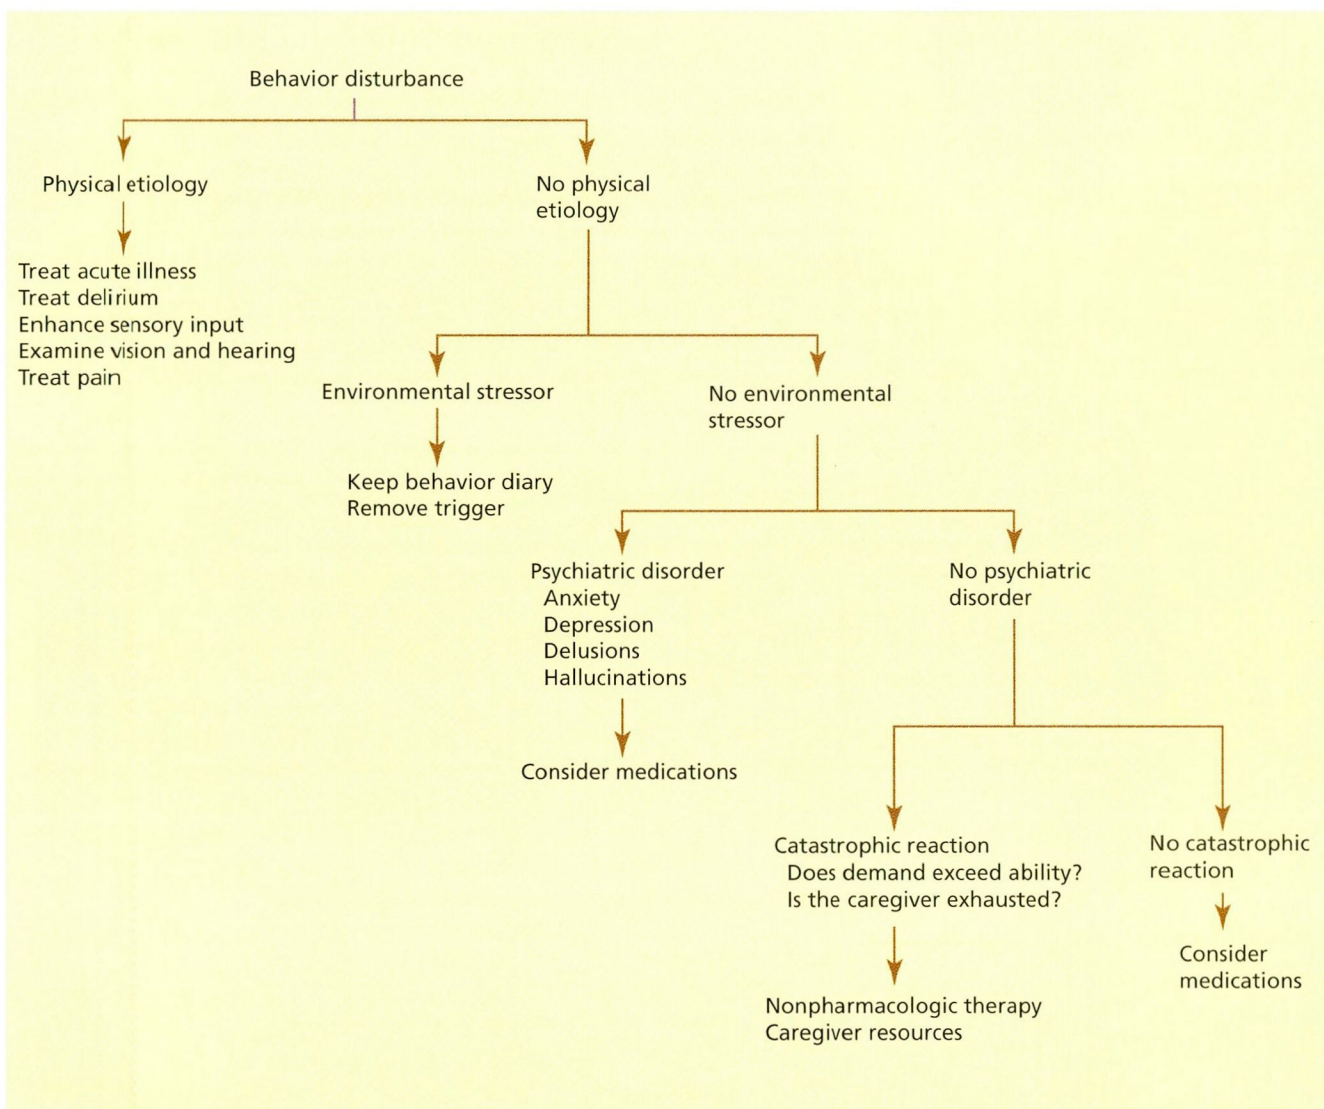 Behavior disturbance
Physical etiology
No physical
etiology
Treat acute illness
Treat delirium
Enhance sensory input
Examine vision and hearing
Treat pain
Environmental stressor
No environmental
stressor
Keep behavior diary
Remove trigger
Psychiatric disorder
Anxiety
Depression
Delusions
Hallucinations
No psychiatric
disorder
Consider medications
Catastrophic reaction
Does demand exceed ability?
Is the caregiver exhausted?
No catastrophic
reaction
Consider
medications
Nonpharmacologic therapy
Caregiver resources